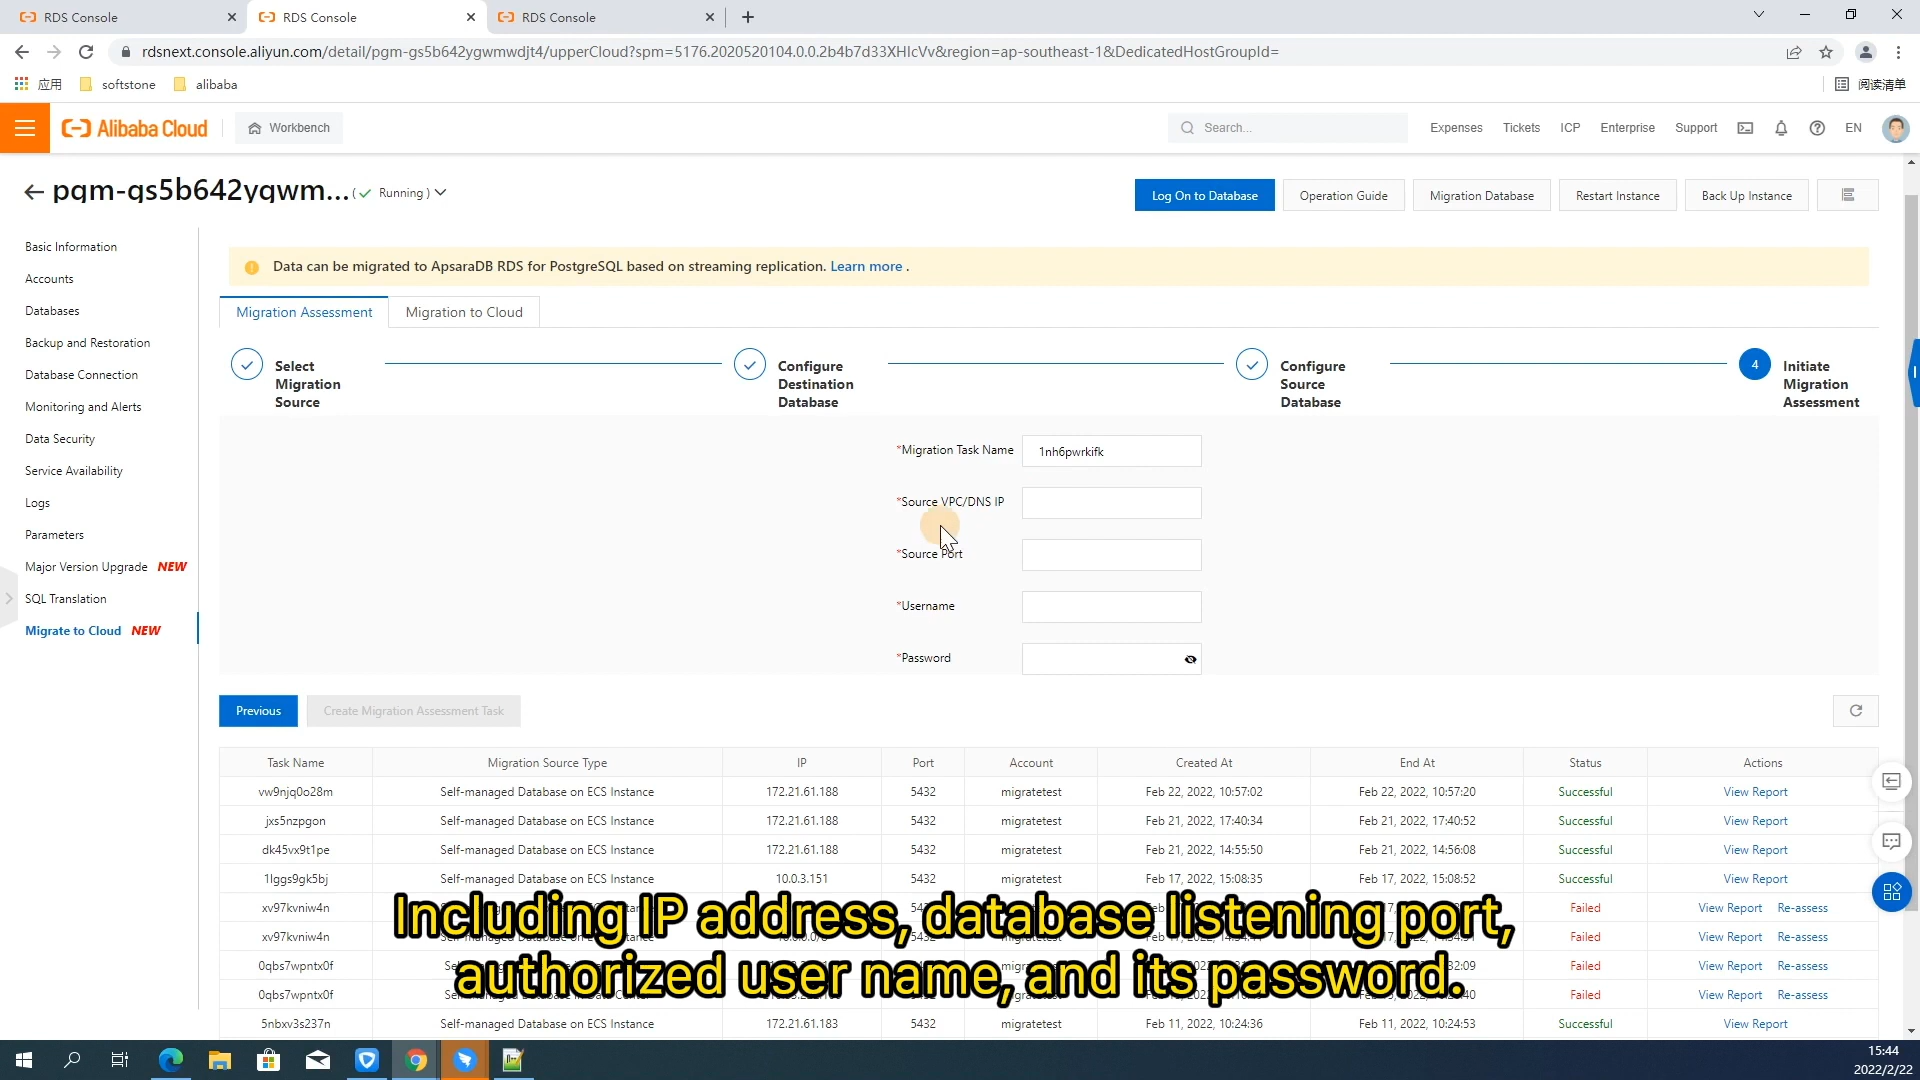 RDS Console
RDS Console
RDS Console
rdsnext.console.aliyun.com/detail/pgm-gs5b642ygwmwdjt4/upperCloud?spm=5176.2020520104.0.0.2b4b7d33XHIcVv&region=ap-southeast-1&DedicatedHostGroupId=
应用 softstone alibaba 阅读清单
Alibaba Cloud Workbench Search... Expenses Tickets ICP Enterprise Support EN
pgm-gs5b642ygwm... ( Running ) Log On to Database Operation Guide Migration Database Restart Instance Back Up Instance
Basic Information
Accounts
Databases
Backup and Restoration
Database Connection
Monitoring and Alerts
Data Security
Service Availability
Logs
Parameters
Major Version Upgrade NEW
SQL Translation
Migrate to Cloud NEW
Data can be migrated to ApsaraDB RDS for PostgreSQL based on streaming replication. Learn more .
Migration Assessment Migration to Cloud
Select Migration Source
Configure Destination Database
Configure Source Database
4 Initiate Migration Assessment
*Migration Task Name 1nh6pwrkifk
*Source VPC/DNS IP
*Source Port
*Username
*Password
Previous Create Migration Assessment Task
Task Name Migration Source Type IP Port Account Created At End At Status Actions
vw9njq0o28m Self-managed Database on ECS Instance 172.21.61.188 5432 migratetest Feb 22, 2022, 10:57:02 Feb 22, 2022, 10:57:20 Successful View Report
jxs5nzpgon Self-managed Database on ECS Instance 172.21.61.188 5432 migratetest Feb 21, 2022, 17:40:34 Feb 21, 2022, 17:40:52 Successful View Report
dk45vx9t1pe Self-managed Database on ECS Instance 172.21.61.188 5432 migratetest Feb 21, 2022, 14:55:50 Feb 21, 2022, 14:56:08 Successful View Report
1lggs9gk5bj Self-managed Database on ECS Instance 10.0.3.151 5432 migratetest Feb 17, 2022, 15:08:35 Feb 17, 2022, 15:08:52 Successful View Report
xv97kvniw4n Failed View Report Re-assess
xv97kvniw4n Failed View Report Re-assess
0qbs7wpntx0f Failed View Report Re-assess
0qbs7wpntx0f Failed View Report Re-assess
5nbxv3s237n Self-managed Database on ECS Instance 172.21.61.183 5432 migratetest Feb 11, 2022, 10:24:36 Feb 11, 2022, 10:24:53 Successful View Report
Including IP address, database listening port,
authorized user name, and its password.
15:44
2022/2/22